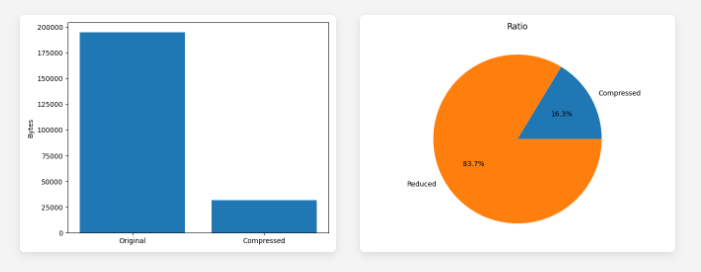 200000
175000
150000
125000
100000
75000
50000
25000
0
Bytes
Original
Compressed
Ratio
Compressed
16.3%
83.7%
Reduced